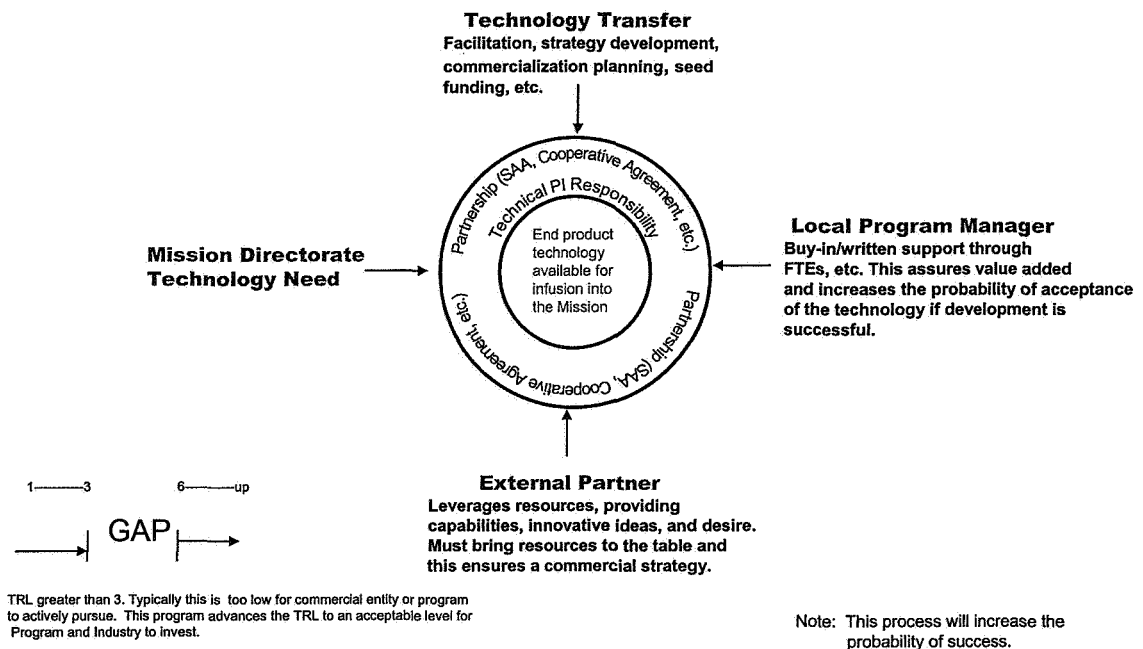 Technology Transfer
Facilitation, strategy development,
commercialization planning, seed
funding, etc.
Partnership (SAA, Cooperative Agreement, etc.)
Technical PI Responsibility
End product
technology
available for
infusion into
the Mission
Partnership (SAA, Cooperative Agreement, etc.)
Mission Directorate
Technology Need
Local Program Manager
Buy-in/written support through
FTEs, etc. This assures value added
and increases the probability of acceptance
of the technology if development is
successful.
External Partner
Leverages resources, providing
capabilities, innovative ideas, and desire.
Must bring resources to the table and
this ensures a commercial strategy.
1———3 6———up
GAP
TRL greater than 3. Typically this is too low for commercial entity or program
to actively pursue. This program advances the TRL to an acceptable level for
Program and Industry to invest.
Note: This process will increase the
probability of success.